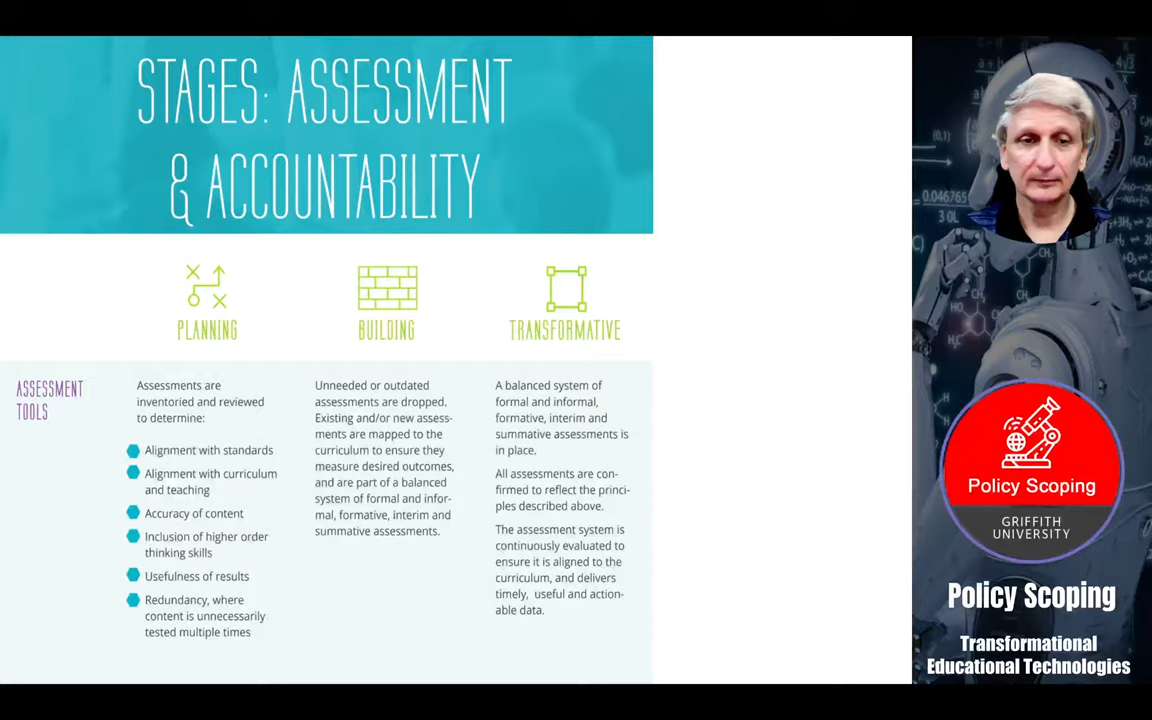 STAGES: ASSESSMENT
& ACCOUNTABILITY
PLANNING
BUILDING
TRANSFORMATIVE
ASSESSMENT
TOOLS
Assessments are
inventoried and reviewed
to determine:
Alignment with standards
Alignment with curriculum
and teaching
Accuracy of content
Inclusion of higher order
thinking skills
Usefulness of results
Redundancy, where
content is unnecessarily
tested multiple times
Unneeded or outdated
assessments are dropped.
Existing and/or new assess-
ments are mapped to the
curriculum to ensure they
measure desired outcomes,
and are part of a balanced
system of formal and infor-
mal, formative, interim and
summative assessments.
A balanced system of
formal and informal,
formative, interim and
summative assessments is
in place.
All assessments are con-
firmed to reflect the princi-
ples described above.
The assessment system is
continuously evaluated to
ensure it is aligned to the
curriculum, and delivers
timely, useful and action-
able data.
0.046765
3 0L
Policy Scoping
GRIFFITH
UNIVERSITY
Policy Scoping
Transformational
Educational Technologies